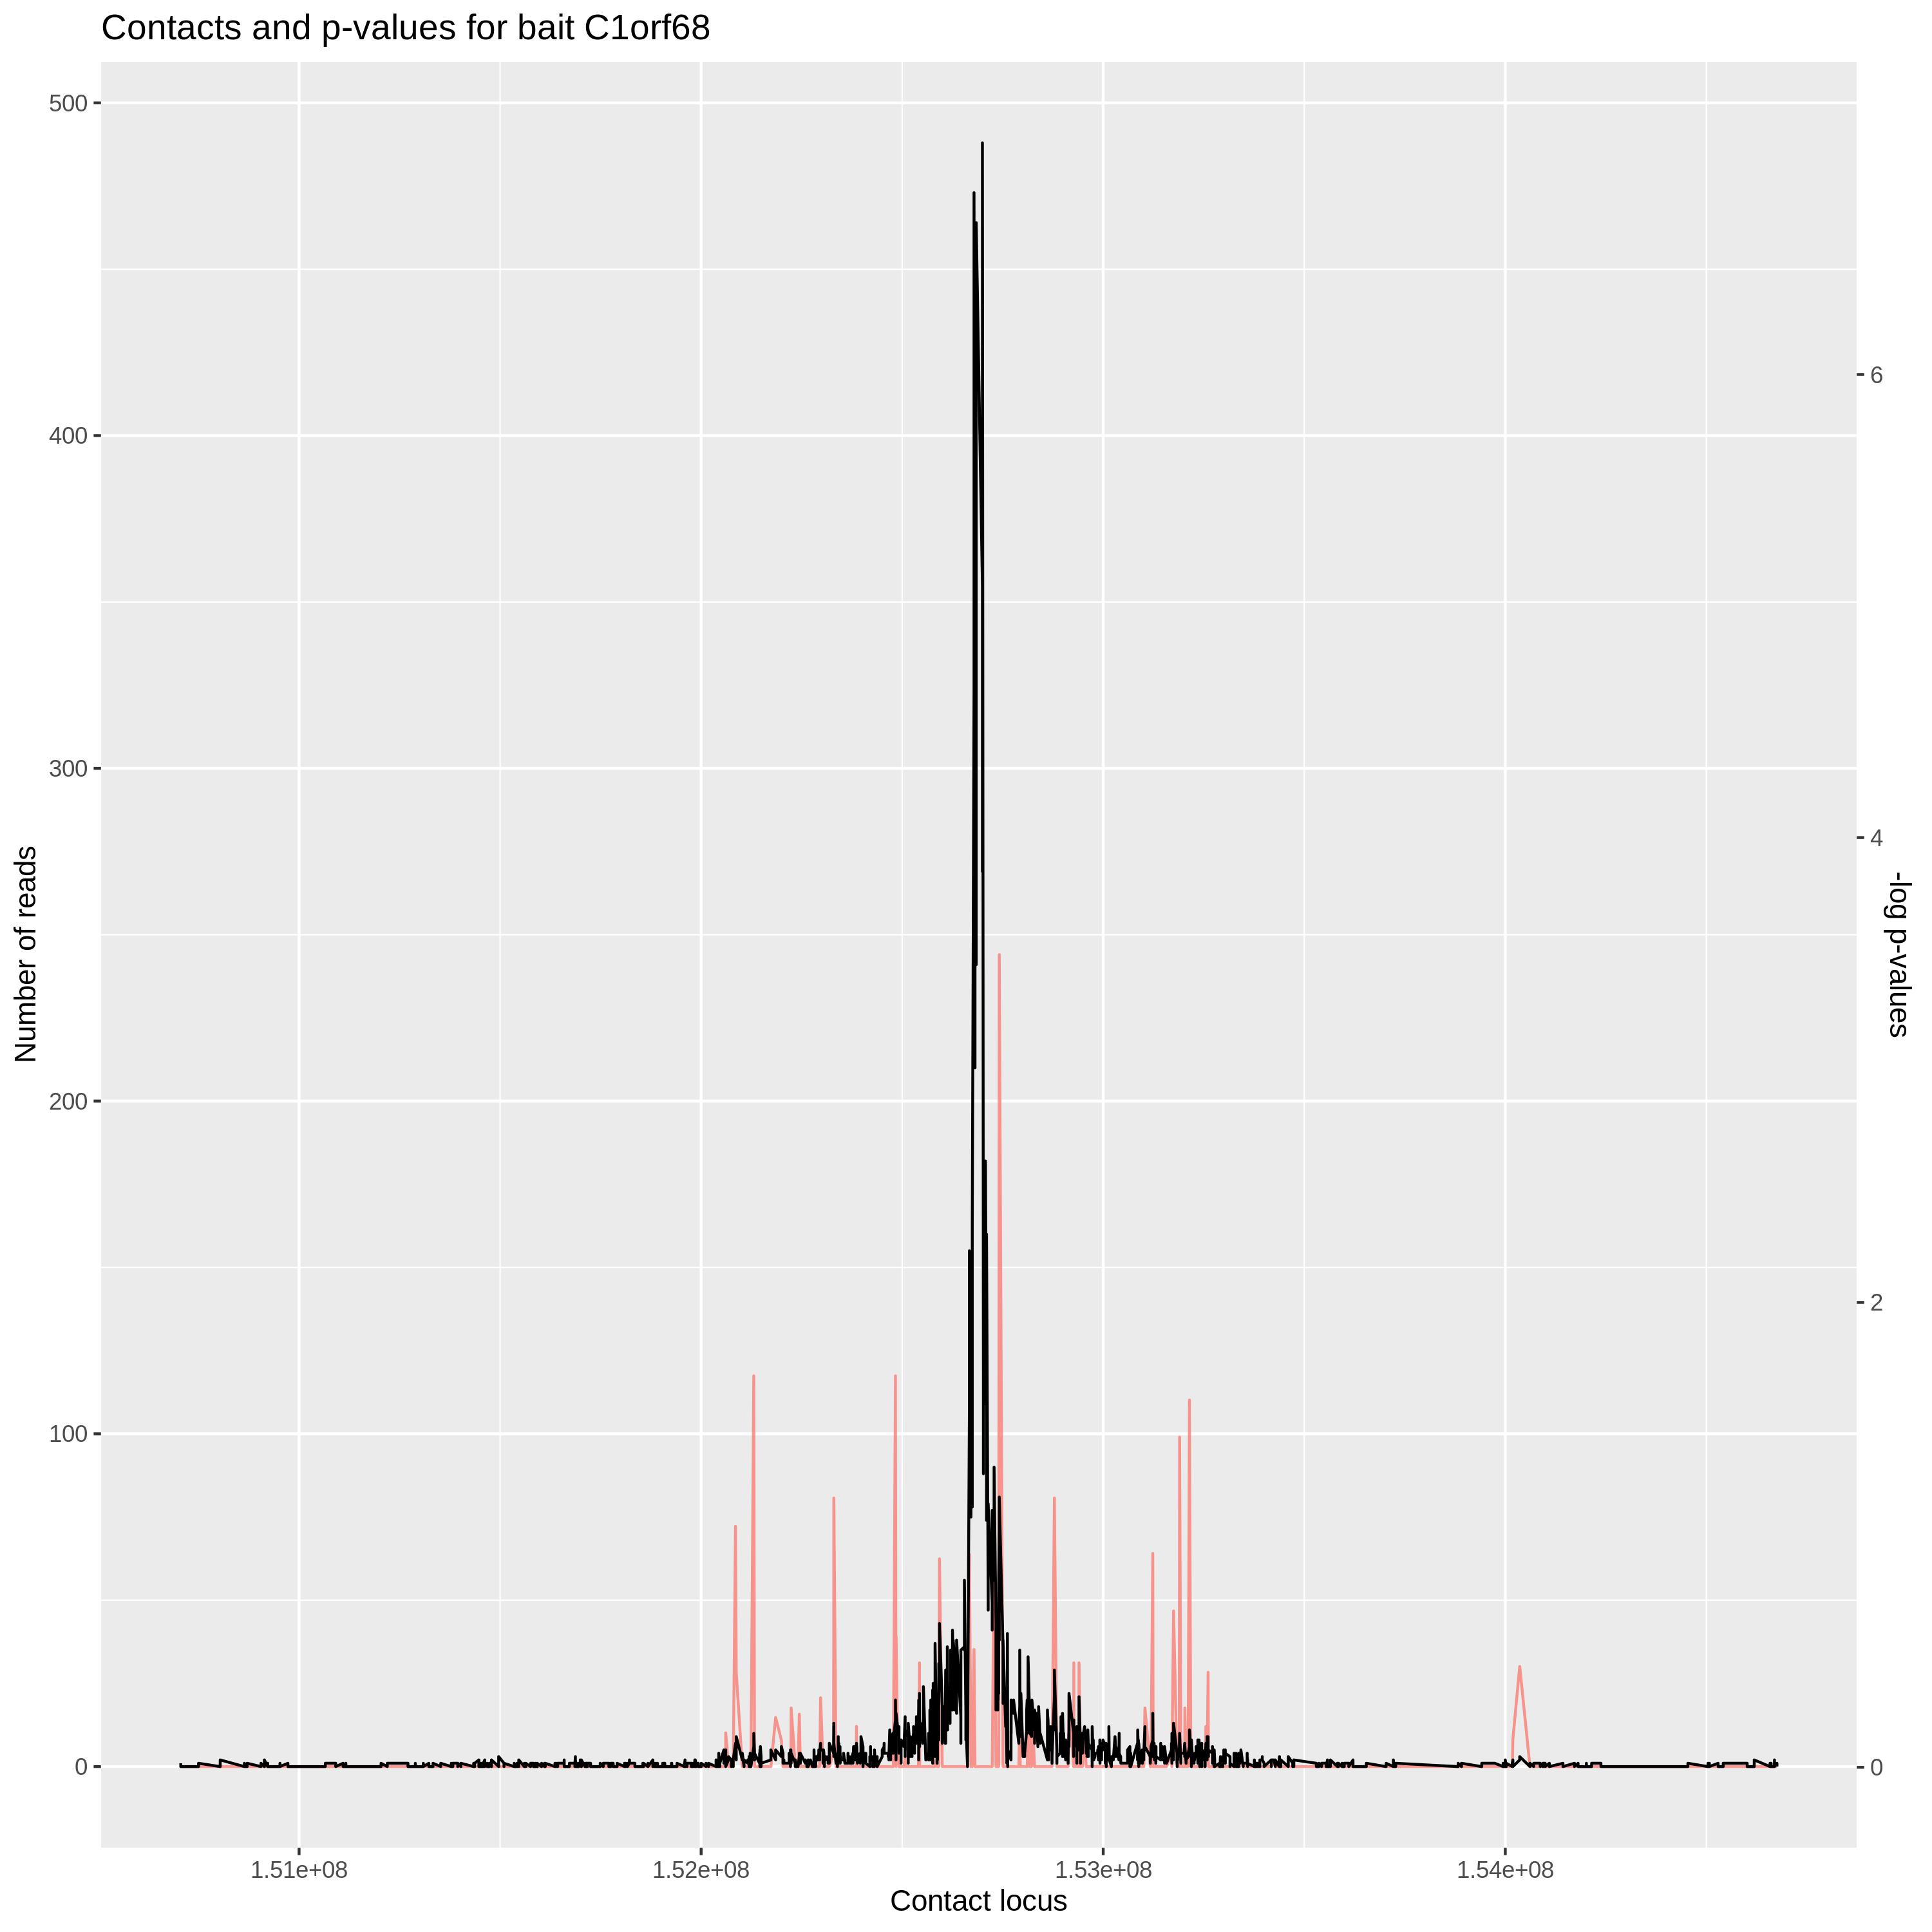 Contacts and p-values for bait C1orf68
500
400
300
200
100
0
Number of reads
6
4
2
0
-log p-values
1.51e+08 1.52e+08 1.53e+08 1.54e+08
Contact locus